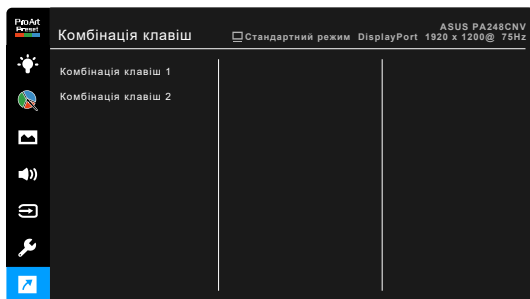 ProArt
Preset
Комбінація клавіш
ASUS PA248CNV
Стандартний режим DisplayPort 1920 x 1200@ 75Hz
Комбінація клавіш 1
Комбінація клавіш 2